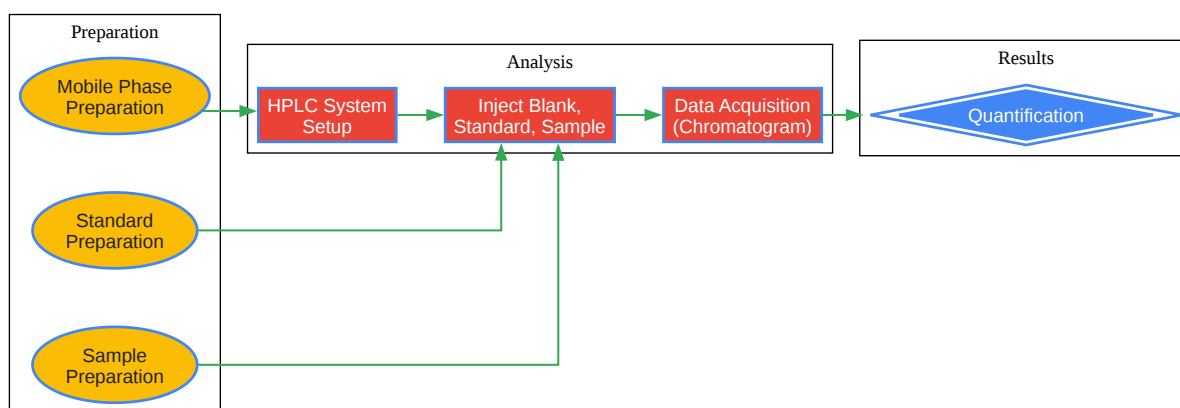 Preparation
Mobile Phase
Preparation
Standard
Preparation
Sample
Preparation
Analysis
HPLC System
Setup
Inject Blank,
Standard, Sample
Data Acquisition
(Chromatogram)
Results
Quantification